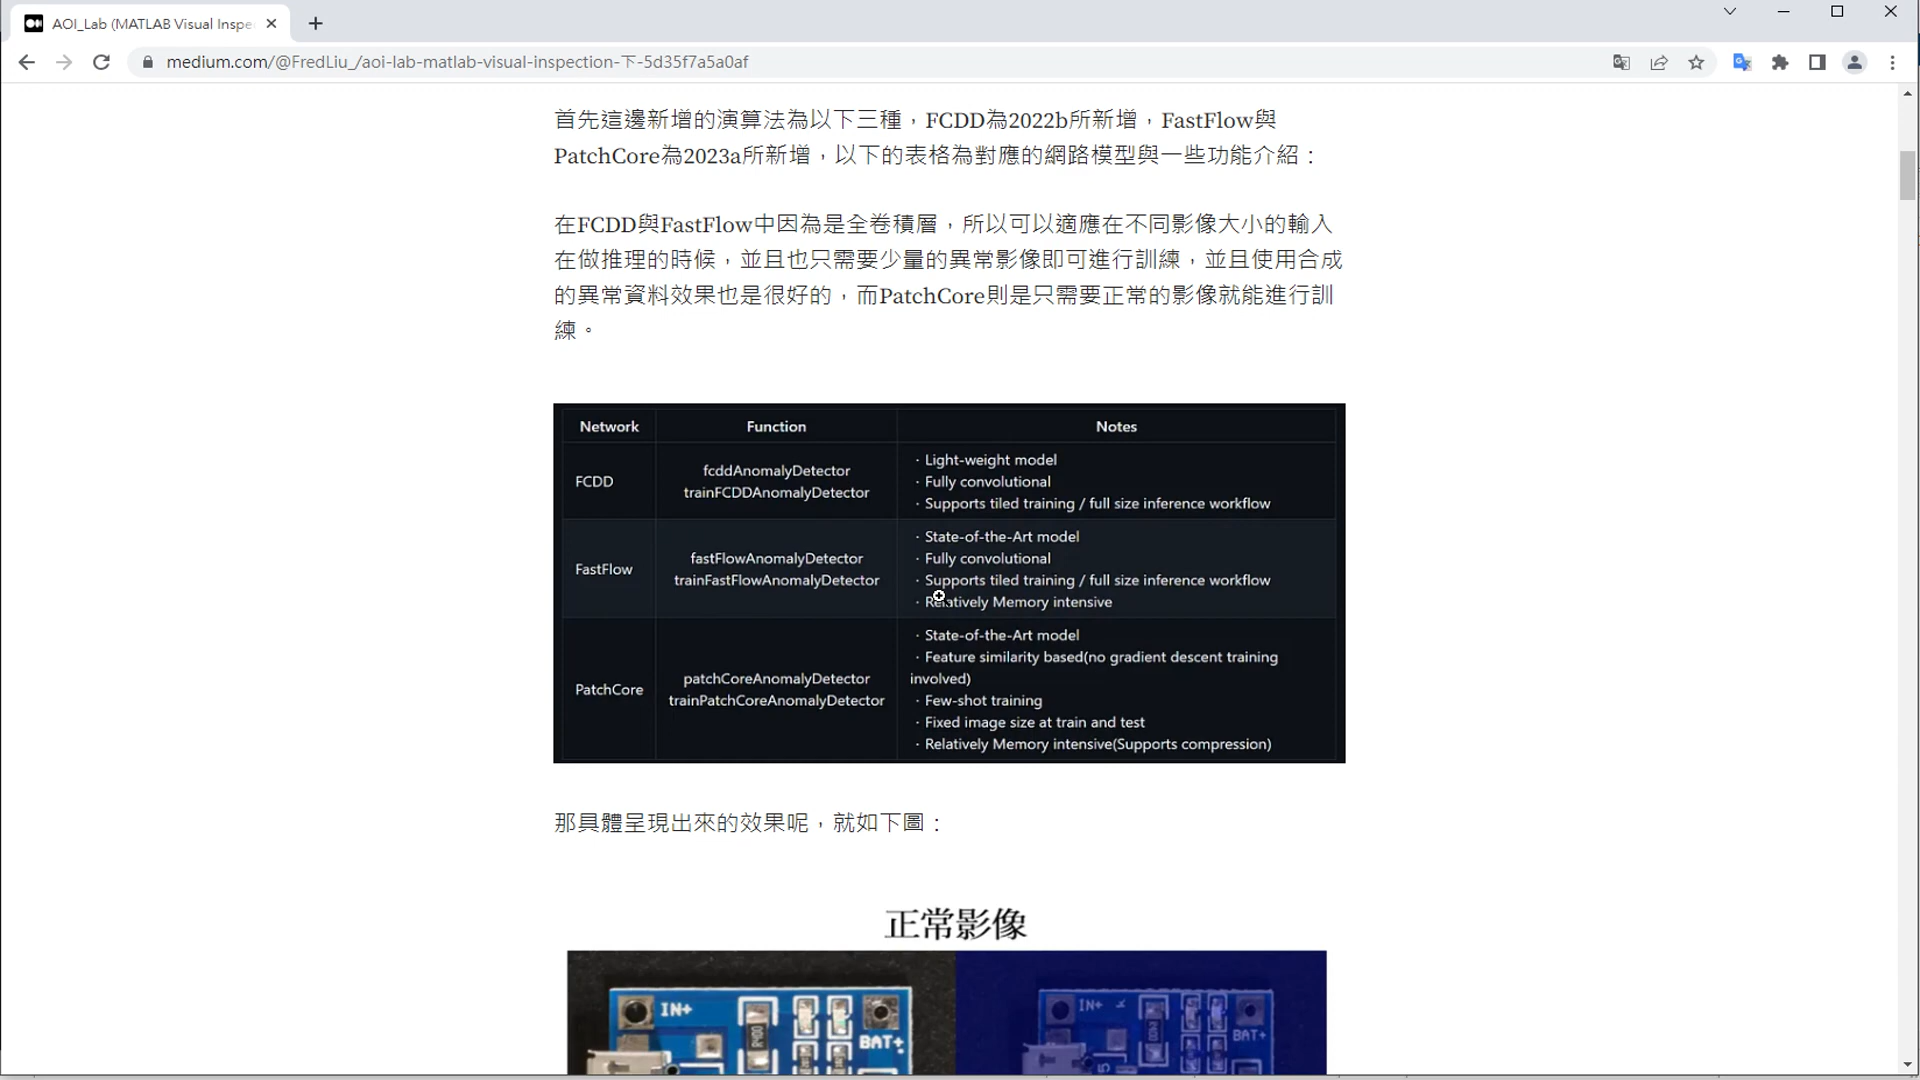 AOI_Lab (MATLAB Visual Inspe
medium.com/@FredLiu_/aoi-lab-matlab-visual-inspection-下-5d35f7a5a0af
首先這邊新增的演算法為以下三種，FCDD為2022b所新增，FastFlow與
PatchCore為2023a所新增，以下的表格為對應的網路模型與一些功能介紹：
在FCDD與FastFlow中因為是全卷積層，所以可以適應在不同影像大小的輸入
在做推理的時候，並且也只需要少量的異常影像即可進行訓練，並且使用合成
的異常資料效果也是很好的，而PatchCore則是只需要正常的影像就能進行訓
練。
Network Function Notes
FCDD
fcddAnomalyDetector
trainFCDDAnomalyDetector
· Light-weight model
· Fully convolutional
· Supports tiled training / full size inference workflow
FastFlow
fastFlowAnomalyDetector
trainFastFlowAnomalyDetector
· State-of-the-Art model
· Fully convolutional
· Supports tiled training / full size inference workflow
· Relatively Memory intensive
PatchCore
patchCoreAnomalyDetector
trainPatchCoreAnomalyDetector
· State-of-the-Art model
· Feature similarity based(no gradient descent training
involved)
· Few-shot training
· Fixed image size at train and test
· Relatively Memory intensive(Supports compression)
那具體呈現出來的效果呢，就如下圖：
正常影像
IN+
R400
BAT+
IN+
BAT+